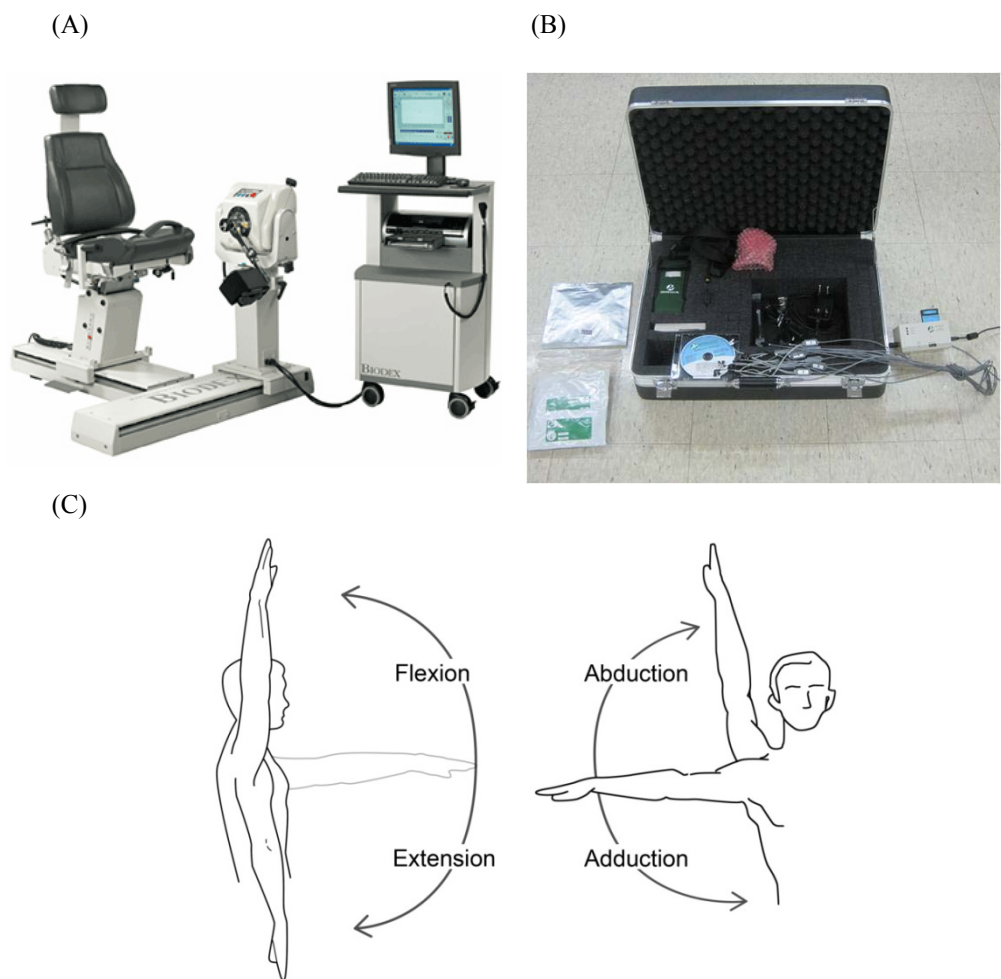 (A)
(B)
BIODEX
BIODEX
(C)
Flexion
Abduction
Extension
Adduction